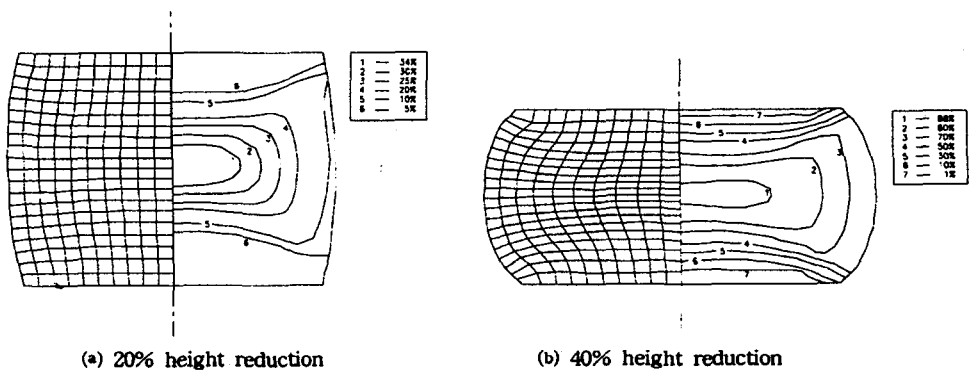 1 — 34%
2 — 30%
3 — 25%
4 — 20%
5 — 10%
6 — 5%
6
5
4
3
2
5
6
(a) 20% height reduction
1 — 88%
2 — 80%
3 — 70%
4 — 50%
5 — 30%
6 — 10%
7 — 1%
7
6
5
4
3
2
1
4
5
6
7
(b) 40% height reduction